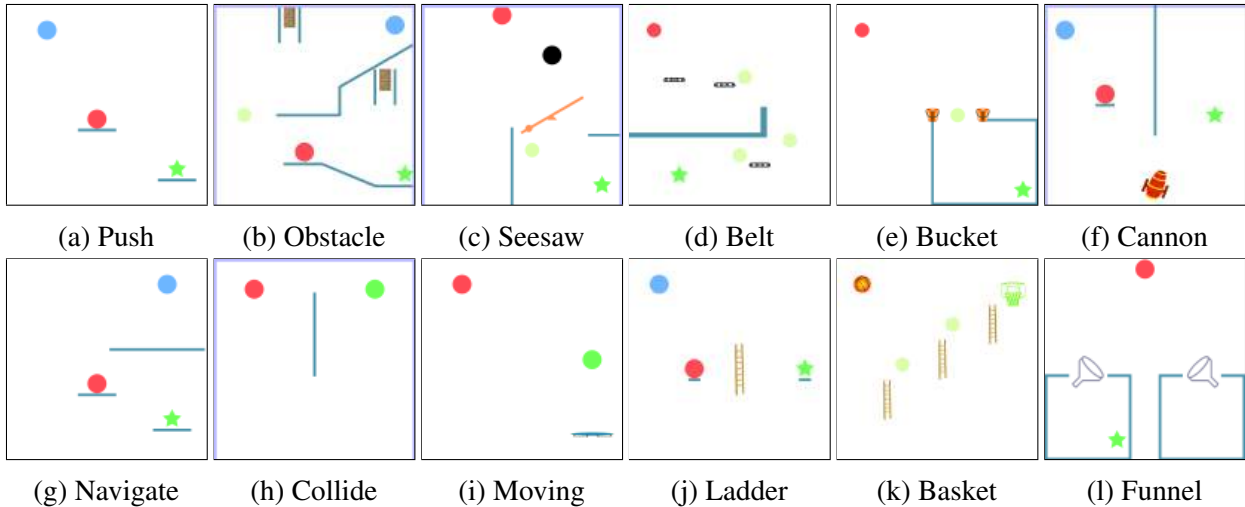 (a) Push (b) Obstacle (c) Seesaw (d) Belt (e) Bucket (f) Cannon
(g) Navigate (h) Collide (i) Moving (j) Ladder (k) Basket (l) Funnel